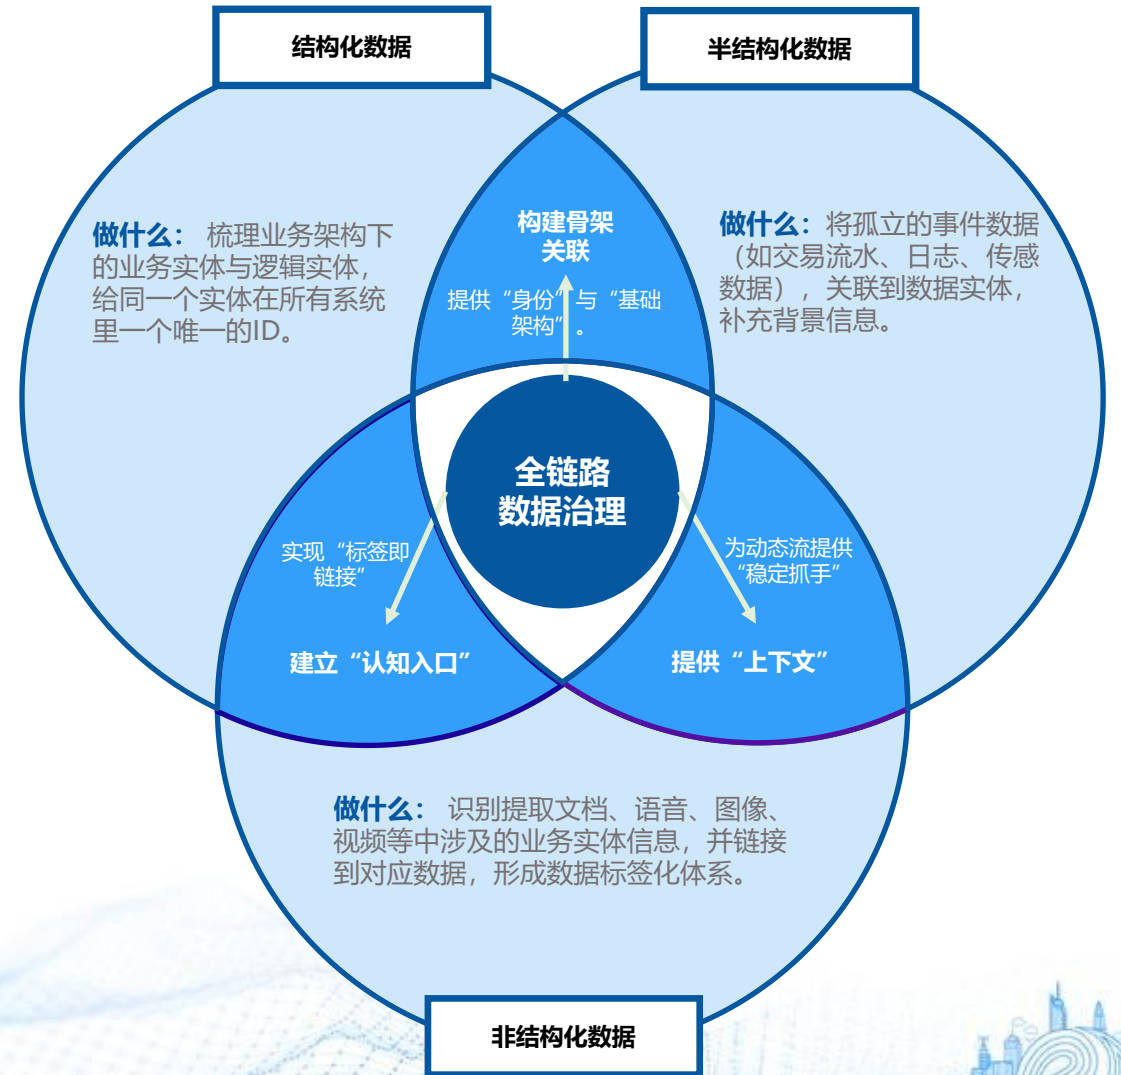 结构化数据
半结构化数据
做什么： 梳理业务架构下
的业务实体与逻辑实体，
给同一个实体在所有系统
里一个唯一的ID。
构建骨架
关联
提供“身份”与“基础
架构”。
做什么：将孤立的事件数据
（如交易流水、日志、传感
数据），关联到数据实体，
补充背景信息。
全链路
数据治理
实现“标签即
链接”
建立“认知入口”
为动态流提供
“稳定抓手”
提供“上下文”
做什么： 识别提取文档、语音、图像、
视频等中涉及的业务实体信息，并链接
到对应数据，形成数据标签化体系。
非结构化数据